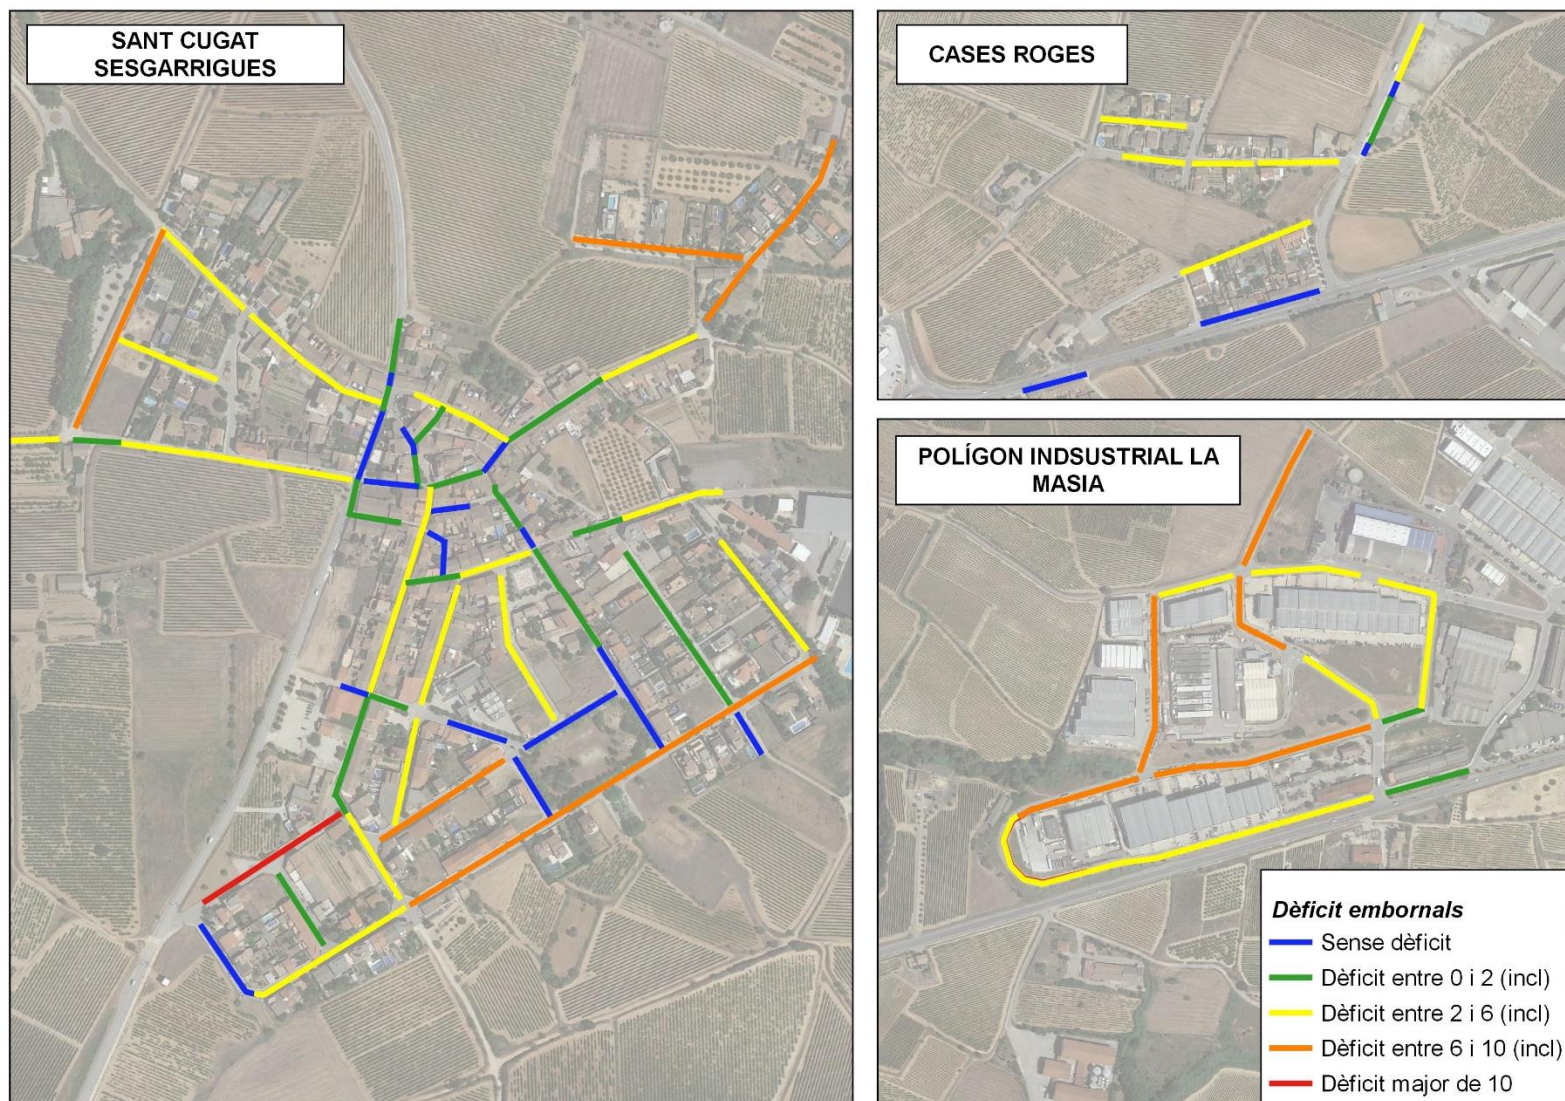 SANT CUGAT
SESGARRIGUES
CASES ROGES
POLÍGON INDSUSTRIAL LA
MASIA
Dèficit embornals
Sense dèficit
Dèficit entre 0 i 2 (incl)
Dèficit entre 2 i 6 (incl)
Dèficit entre 6 i 10 (incl)
Dèficit major de 10